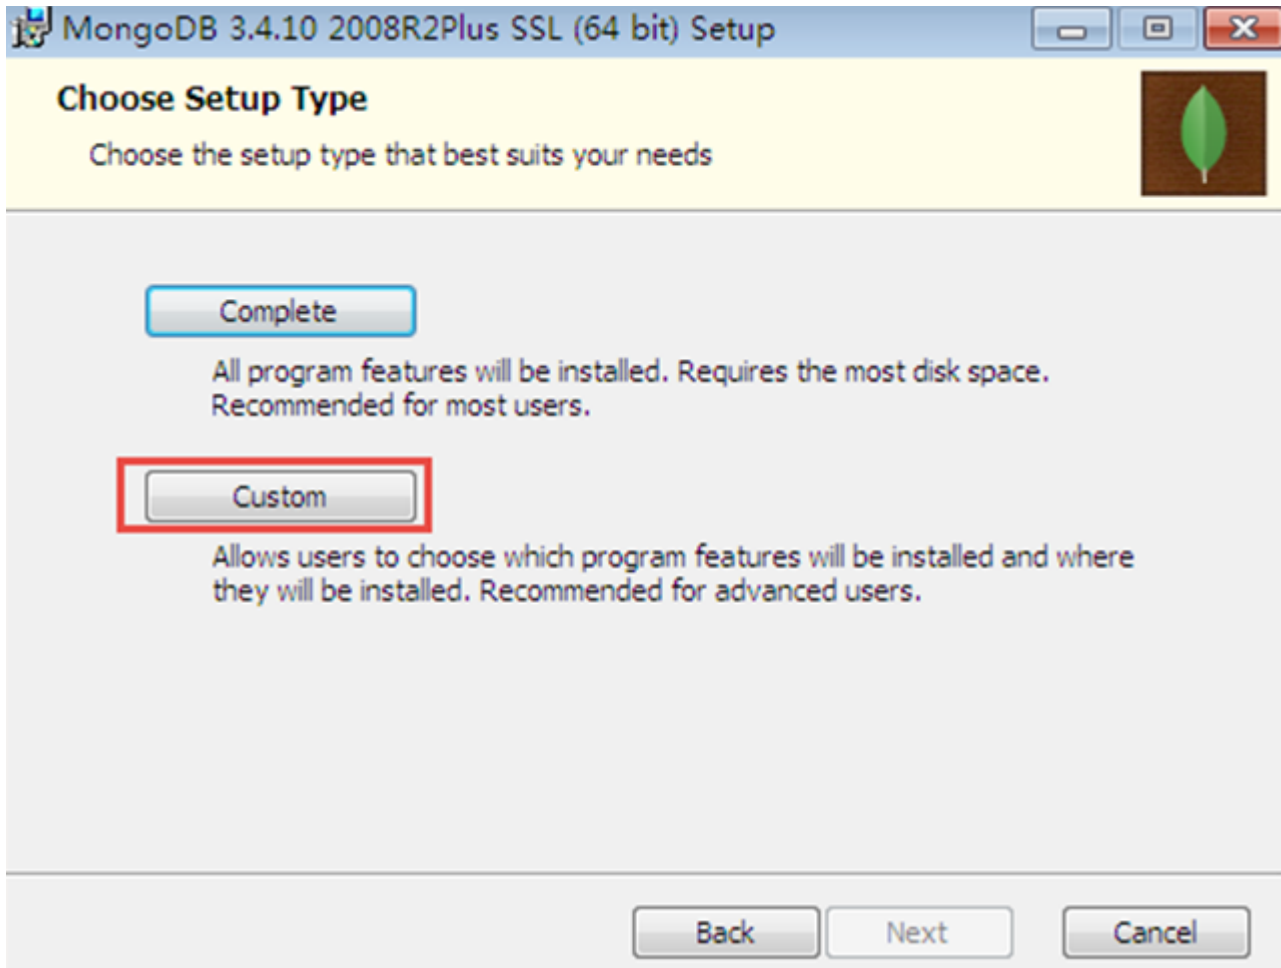 MongoDB 3.4.10 2008R2Plus SSL (64 bit) Setup
Choose Setup Type
Choose the setup type that best suits your needs
Complete
All program features will be installed. Requires the most disk space.
Recommended for most users.
Custom
Allows users to choose which program features will be installed and where
they will be installed. Recommended for advanced users.
Back Next Cancel